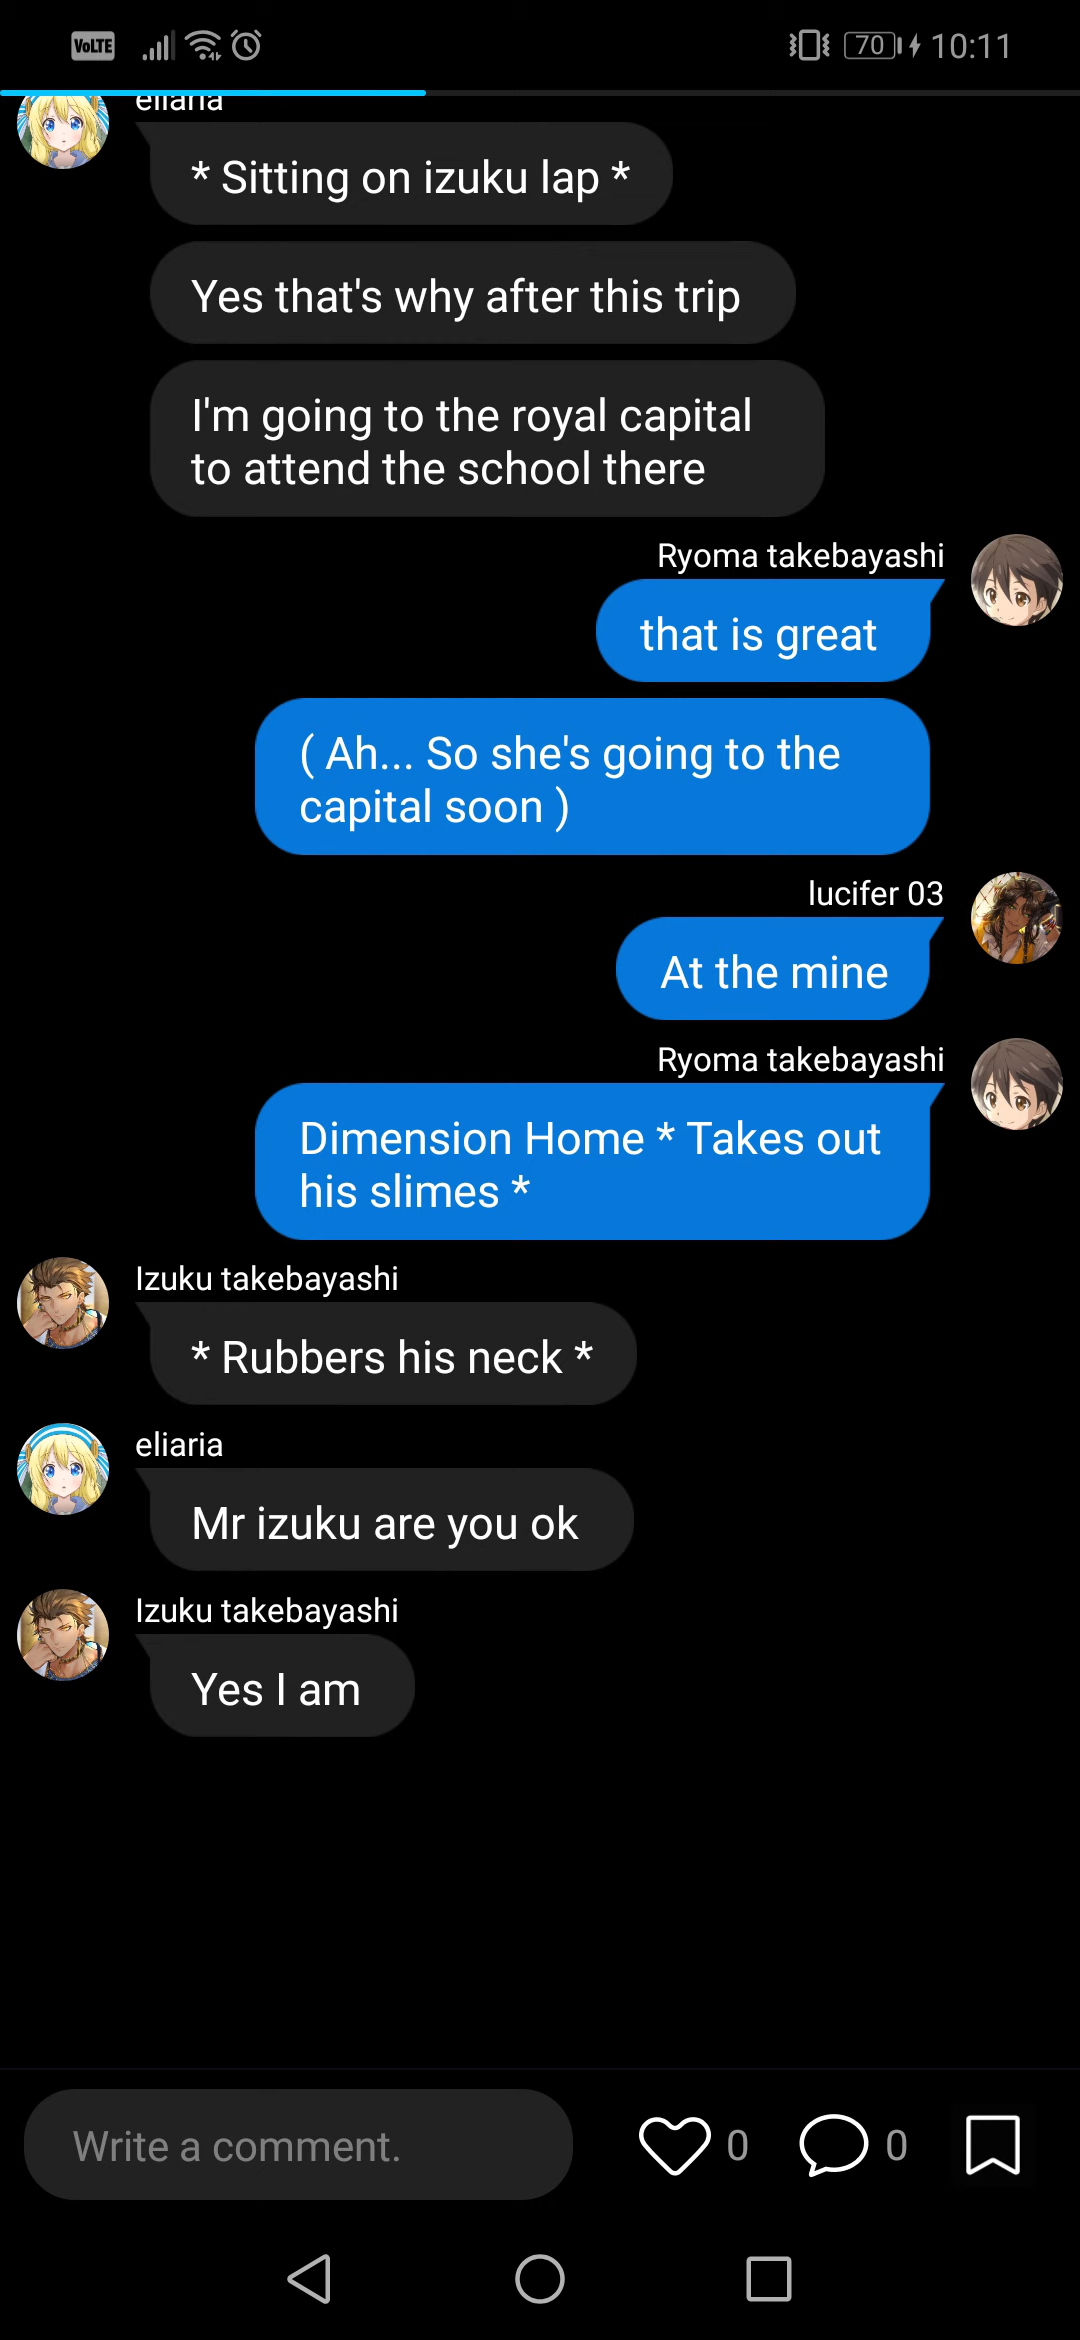 VoLTE
70
10:11
eliaria
* Sitting on izuku lap *
Yes that's why after this trip
I'm going to the royal capital
to attend the school there
Ryoma takebayashi
that is great
( Ah... So she's going to the
capital soon )
lucifer 03
At the mine
Ryoma takebayashi
Dimension Home * Takes out
his slimes *
Izuku takebayashi
* Rubbers his neck *
eliaria
Mr izuku are you ok
Izuku takebayashi
Yes I am
Write a comment.
0
0